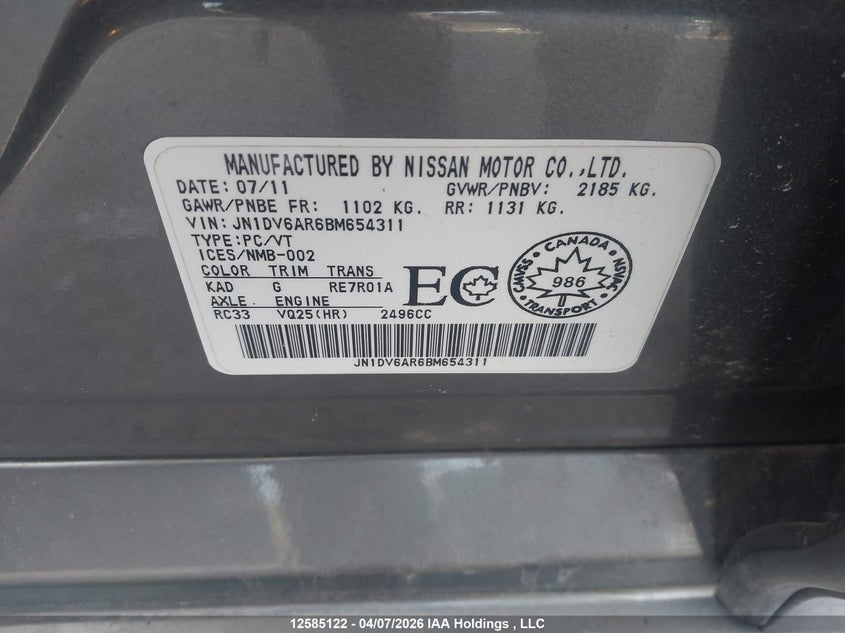 MANUFACTURED BY NISSAN MOTOR CO.,LTD.
DATE: 07/11 GVWR/PNBV: 2185 KG.
GAWR/PNBE FR: 1102 KG. RR: 1131 KG.
VIN: JN1DV6AR6BM654311
TYPE:PC/VT
ICES/NMB-002
COLOR TRIM TRANS
KAD G RE7R01A
AXLE ENGINE
RC33 VQ25(HR) 2496CC
EC
CANADA
CMVSS 986 NSVAC
TRANSPORT
JN1DV6AR6BM654311
12585122 - 04/07/2026 IAA Holdings , LLC